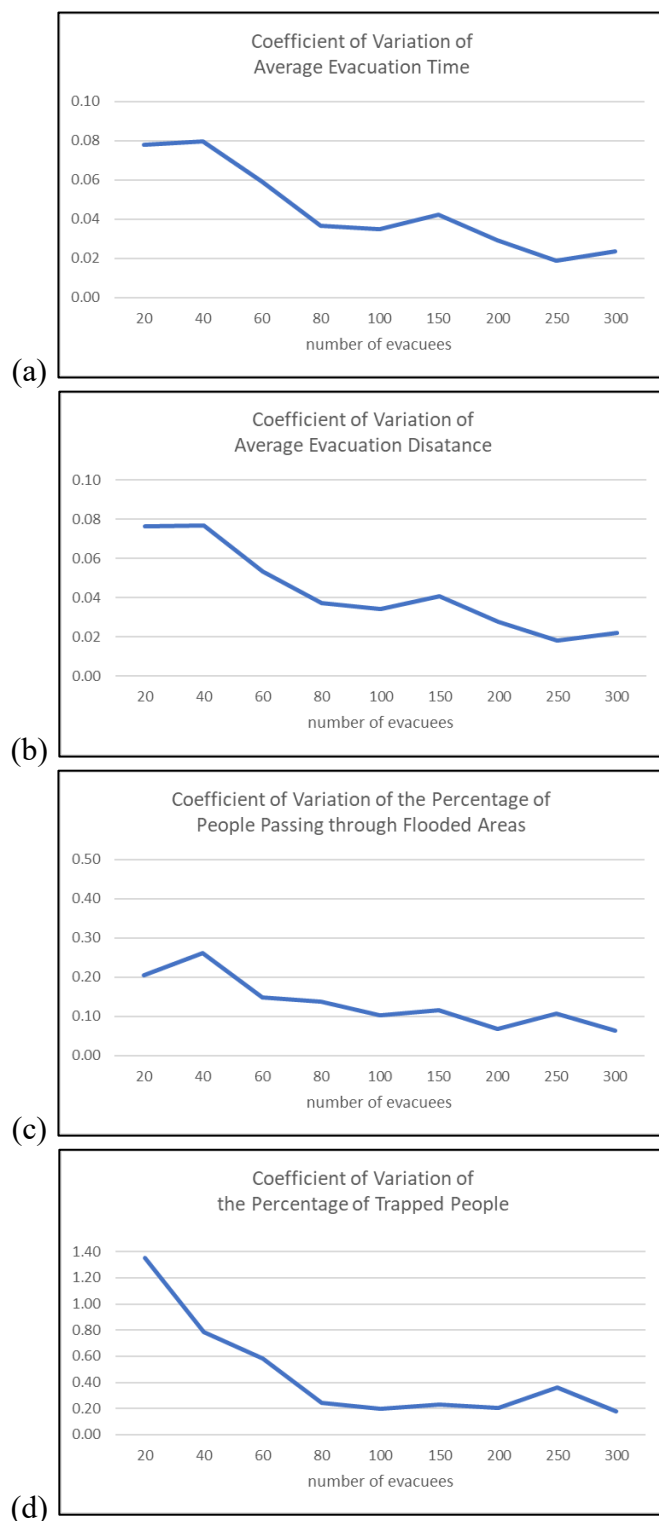 Coefficient of Variation of
Average Evacuation Time
0.10
0.08
0.06
0.04
0.02
0.00
20 40 60 80 100 150 200 250 300
number of evacuees
(a)
Coefficient of Variation of
Average Evacuation Disatance
0.10
0.08
0.06
0.04
0.02
0.00
20 40 60 80 100 150 200 250 300
number of evacuees
(b)
Coefficient of Variation of the Percentage of
People Passing through Flooded Areas
0.50
0.40
0.30
0.20
0.10
0.00
20 40 60 80 100 150 200 250 300
number of evacuees
(c)
Coefficient of Variation of
the Percentage of Trapped People
1.40
1.20
1.00
0.80
0.60
0.40
0.20
0.00
20 40 60 80 100 150 200 250 300
number of evacuees
(d)